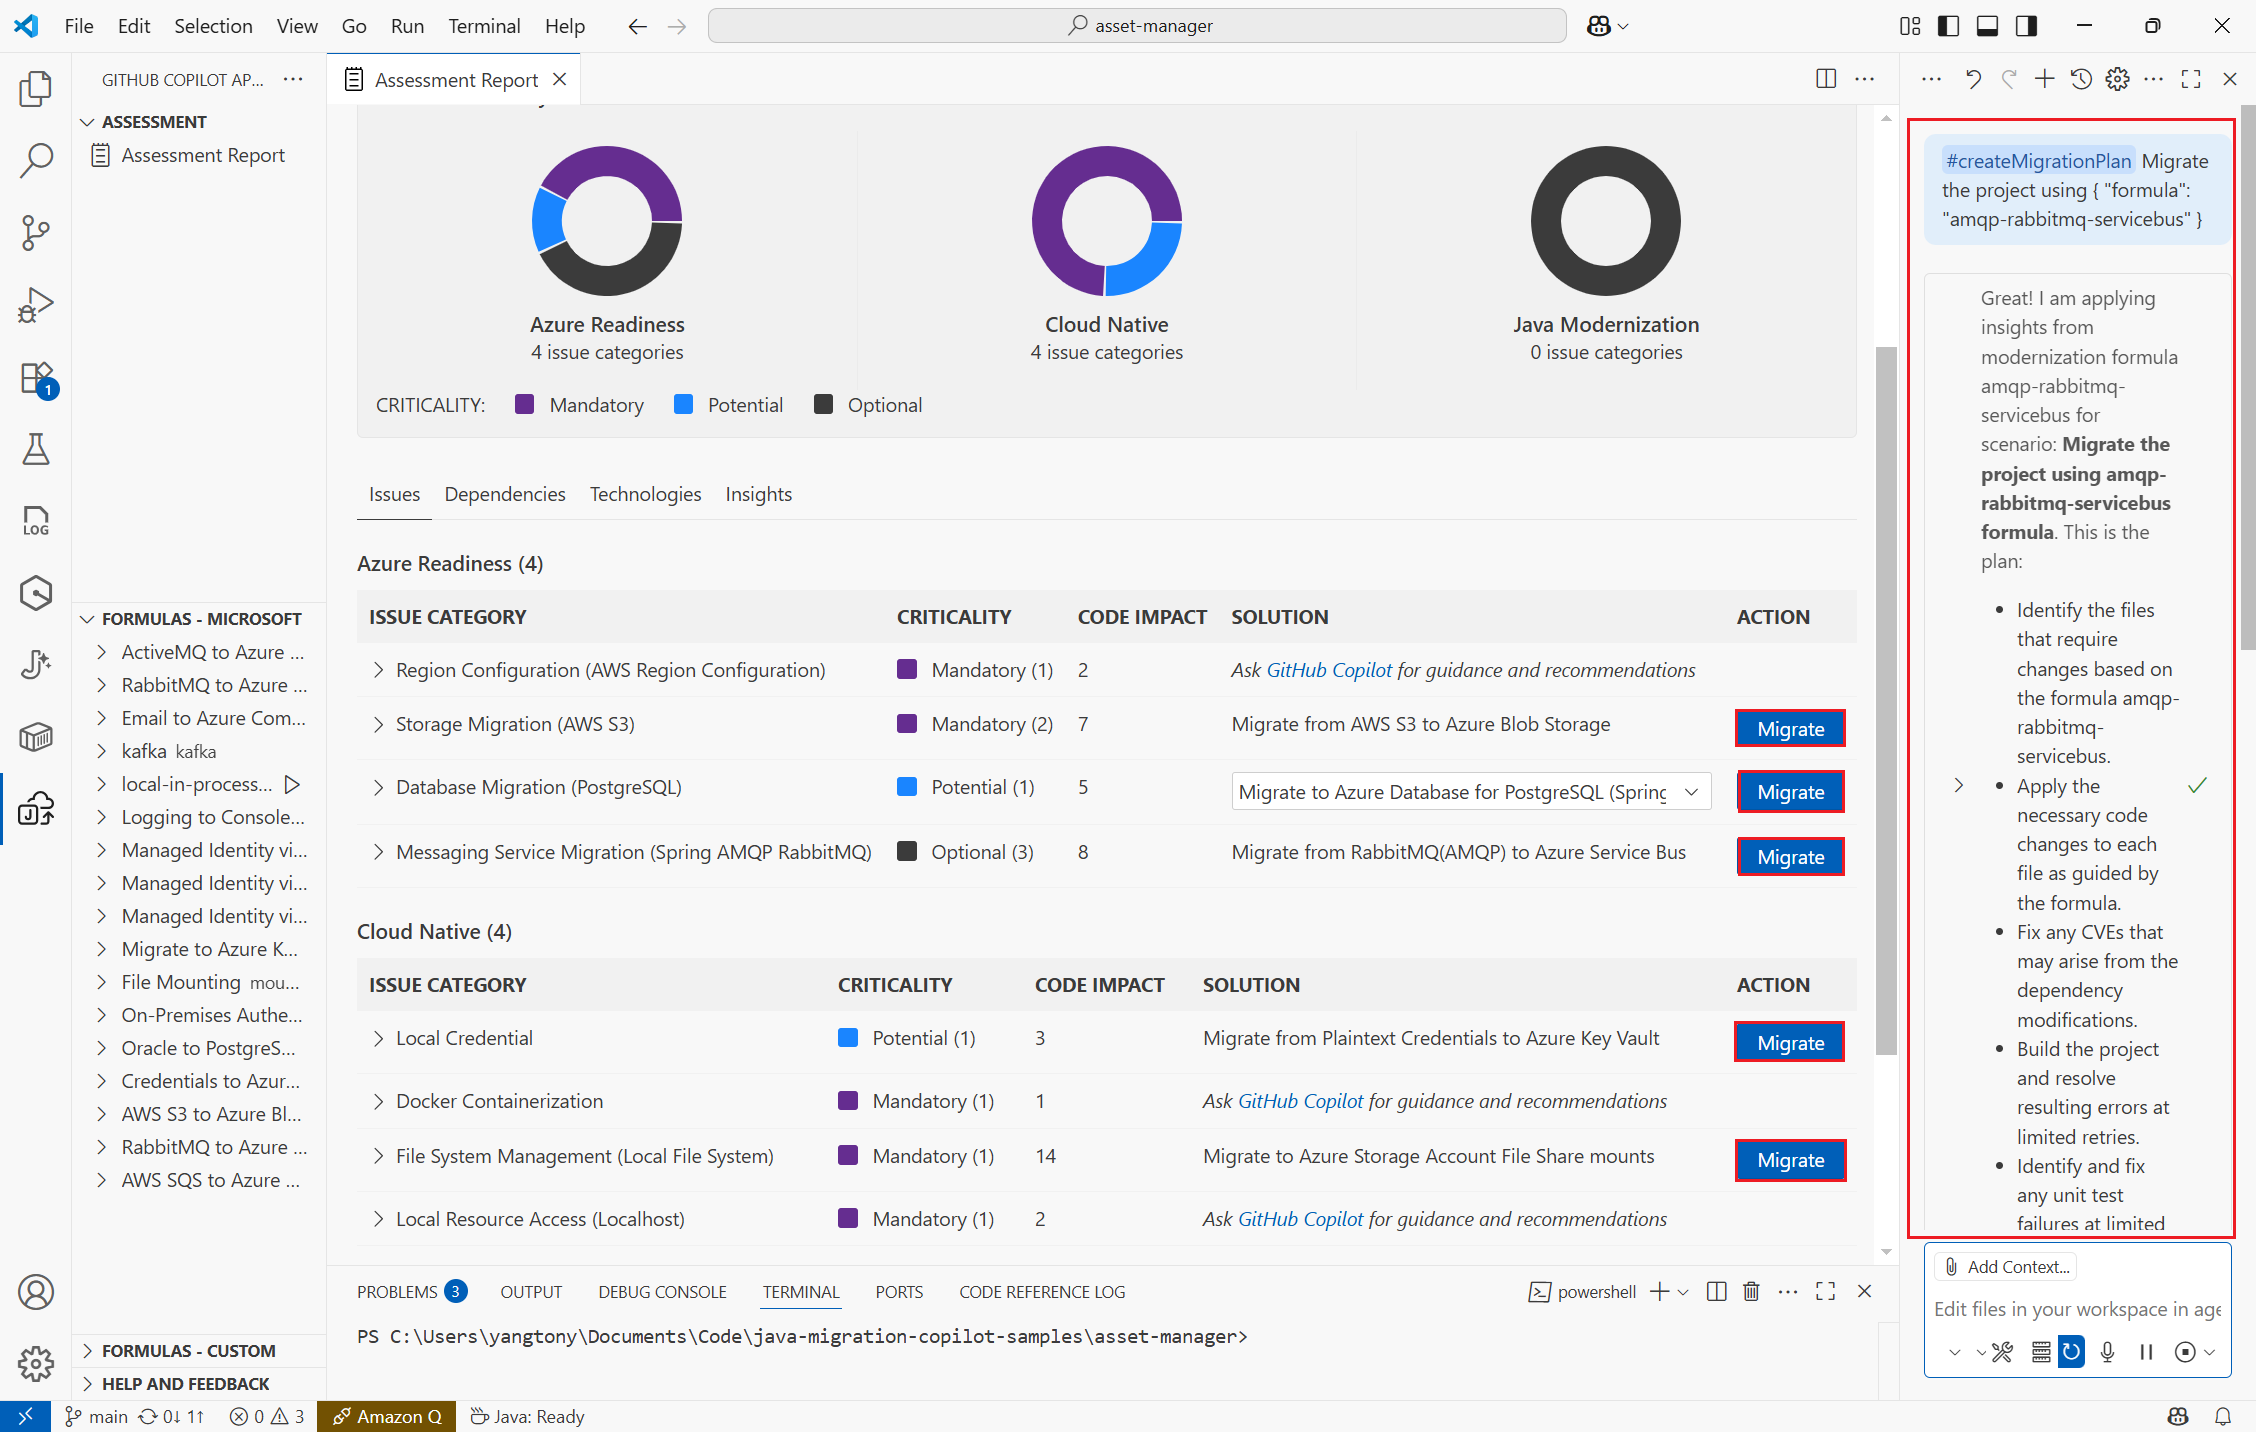 File Edit Selection View Go Run Terminal Help
asset-manager
GITHUB COPILOT AP...
ASSESSMENT
Assessment Report
1
LOG
FORMULAS - MICROSOFT
ActiveMQ to Azure ...
RabbitMQ to Azure ...
Email to Azure Com...
kafka kafka
local-in-process...
Logging to Console...
Managed Identity vi...
Managed Identity vi...
Managed Identity vi...
Migrate to Azure K...
File Mounting mou...
On-Premises Authe...
Oracle to PostgreS...
Credentials to Azur...
AWS S3 to Azure Bl...
RabbitMQ to Azure ...
AWS SQS to Azure ...
FORMULAS - CUSTOM
HELP AND FEEDBACK
Assessment Report
Azure Readiness
4 issue categories
Cloud Native
4 issue categories
Java Modernization
0 issue categories
CRITICALITY: Mandatory Potential Optional
Issues Dependencies Technologies Insights
Azure Readiness (4)
ISSUE CATEGORY CRITICALITY CODE IMPACT SOLUTION ACTION
Region Configuration (AWS Region Configuration) Mandatory (1) 2 Ask GitHub Copilot for guidance and recommendations
Storage Migration (AWS S3) Mandatory (2) 7 Migrate from AWS S3 to Azure Blob Storage Migrate
Database Migration (PostgreSQL) Potential (1) 5 Migrate to Azure Database for PostgreSQL (Spring Migrate
Messaging Service Migration (Spring AMQP RabbitMQ) Optional (3) 8 Migrate from RabbitMQ(AMQP) to Azure Service Bus Migrate
Cloud Native (4)
ISSUE CATEGORY CRITICALITY CODE IMPACT SOLUTION ACTION
Local Credential Potential (1) 3 Migrate from Plaintext Credentials to Azure Key Vault Migrate
Docker Containerization Mandatory (1) 1 Ask GitHub Copilot for guidance and recommendations
File System Management (Local File System) Mandatory (1) 14 Migrate to Azure Storage Account File Share mounts Migrate
Local Resource Access (Localhost) Mandatory (1) 2 Ask GitHub Copilot for guidance and recommendations
PROBLEMS 3 OUTPUT DEBUG CONSOLE TERMINAL PORTS CODE REFERENCE LOG
powershell
PS C:\Users\yangtony\Documents\Code\java-migration-copilot-samples\asset-manager>
#createMigrationPlan Migrate
the project using { "formula":
"amqp-rabbitmq-servicebus" }
Great! I am applying
insights from
modernization formula
amqp-rabbitmq-
servicebus for
scenario: Migrate the
project using amqp-
rabbitmq-servicebus
formula. This is the
plan:
• Identify the files
that require
changes based on
the formula amqp-
rabbitmq-
servicebus.
• Apply the
necessary code
changes to each
file as guided by
the formula.
• Fix any CVEs that
may arise from the
dependency
modifications.
• Build the project
and resolve
resulting errors at
limited retries.
• Identify and fix
any unit test
failures at limited
Add Context...
Edit files in your workspace in age
main 0↓ 1↑ 0 3 Amazon Q Java: Ready